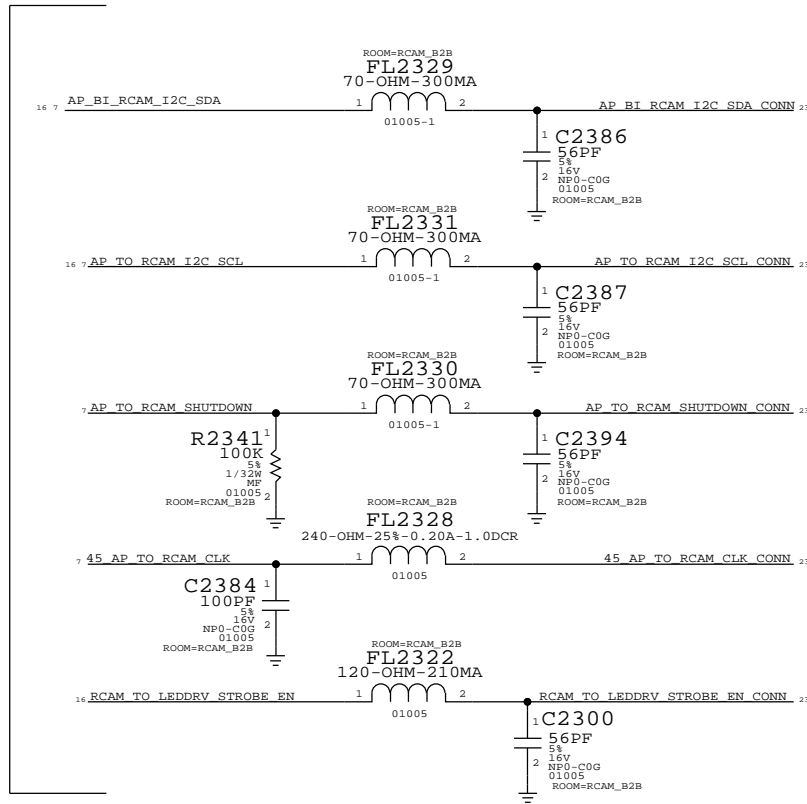 ROOM=RCAM_B2B
FL2329
70-OHM-300MA
16 7 AP_BI_RCAM_I2C_SDA 1 2 AP_BI_RCAM_I2C_SDA_CONN 23
01005-1
1 C2386
56PF
5%
16V
2 NP0-C0G
01005
ROOM=RCAM_B2B
ROOM=RCAM_B2B
FL2331
70-OHM-300MA
16 7 AP_TO_RCAM_I2C_SCL 1 2 AP_TO_RCAM_I2C_SCL_CONN 23
01005-1
1 C2387
56PF
5%
16V
2 NP0-C0G
01005
ROOM=RCAM_B2B
ROOM=RCAM_B2B
FL2330
70-OHM-300MA
7 AP_TO_RCAM_SHUTDOWN 1 2 AP_TO_RCAM_SHUTDOWN_CONN 23
01005-1
R2341 1
100K
5%
1/32W
MF
01005 2
ROOM=RCAM_B2B
1 C2394
56PF
5%
16V
2 NP0-C0G
01005
ROOM=RCAM_B2B
ROOM=RCAM_B2B
FL2328
240-OHM-25%-0.20A-1.0DCR
7 45_AP_TO_RCAM_CLK 1 2 45_AP_TO_RCAM_CLK_CONN 23
01005
C2384 1
100PF
5%
16V 2
NP0-C0G
01005
ROOM=RCAM_B2B
ROOM=RCAM_B2B
FL2322
120-OHM-210MA
16 RCAM_TO_LEDDRV_STROBE_EN 1 2 RCAM_TO_LEDDRV_STROBE_EN_CONN 23
01005
1 C2300
56PF
5%
16V
2 NP0-C0G
01005
ROOM=RCAM_B2B